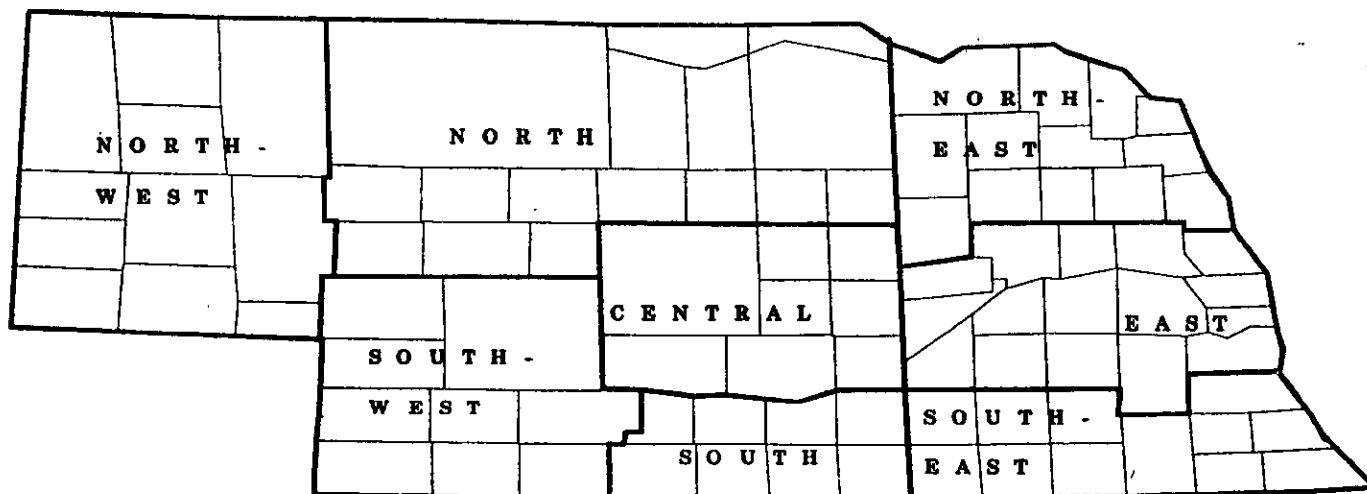 NORTH-
WEST
NORTH
NORTH-
EAST
CENTRAL
EAST
SOUTH-
WEST
SOUTH
SOUTH-
EAST